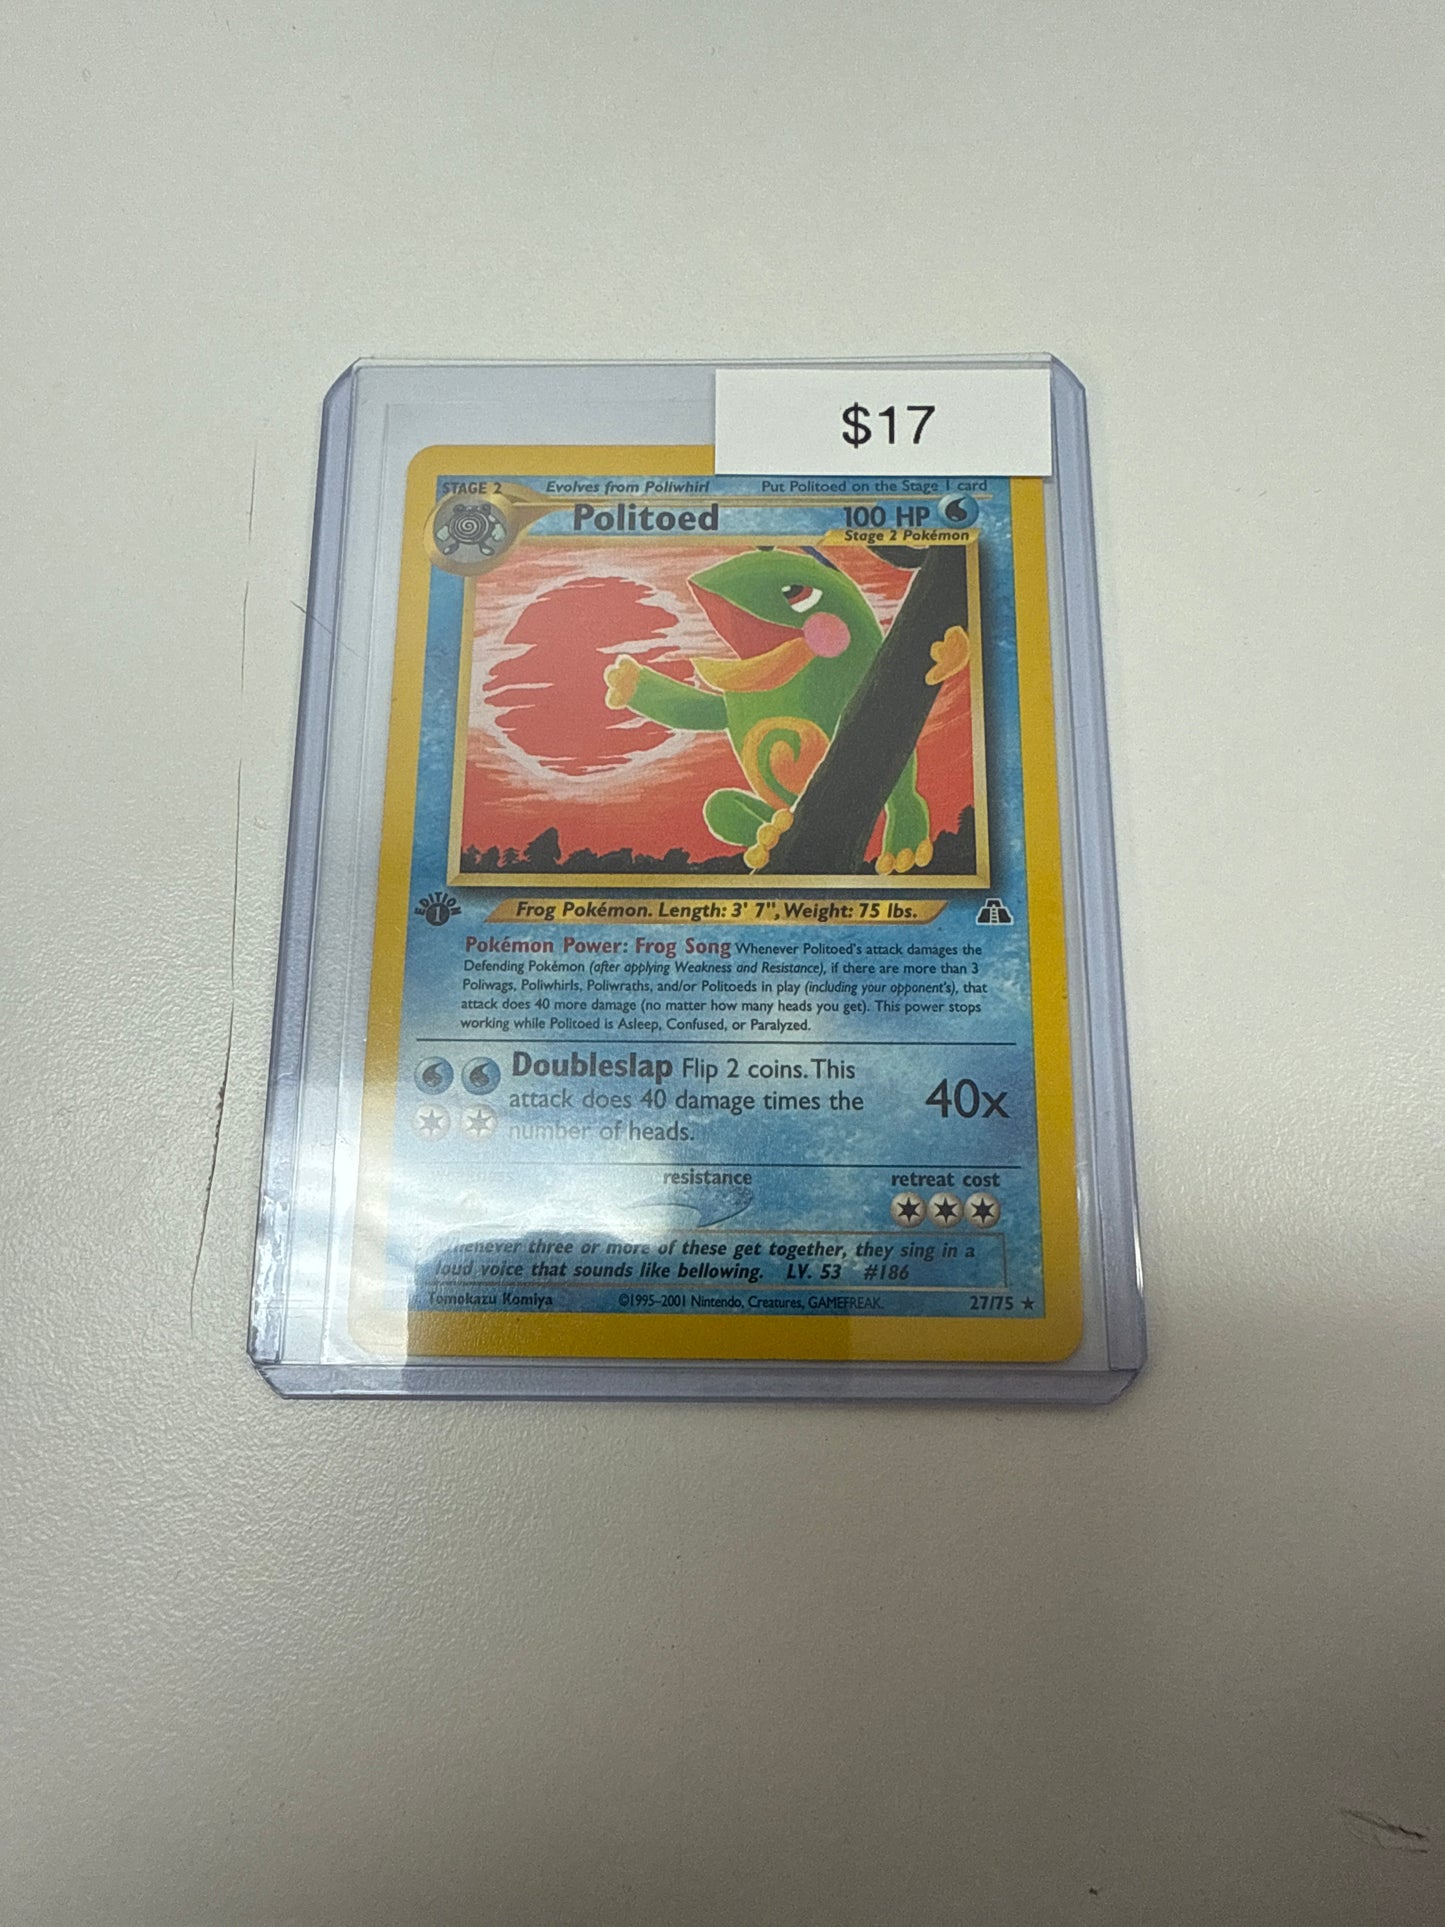 $17
STAGE 2 Evolves from Poliwhirl Put Politoed on the Stage 1 card
Politoed 100 HP
Stage 2 Pokémon
EDITION
1
Frog Pokémon. Length: 3' 7", Weight: 75 lbs.
Pokémon Power: Frog Song Whenever Politoed's attack damages the
Defending Pokémon (after applying Weakness and Resistance), if there are more than 3
Poliwags, Poliwhirls, Poliwraths, and/or Politoeds in play (including your opponent's), that
attack does 40 more damage (no matter how many heads you get). This power stops
working while Politoed is Asleep, Confused, or Paralyzed.
Doubleslap Flip 2 coins. This
attack does 40 damage times the 40x
number of heads.
resistance retreat cost
Whenever three or more of these get together, they sing in a
loud voice that sounds like bellowing. LV. 53 #186
Tomokazu Komiya ©1995–2001 Nintendo, Creatures, GAMEFREAK. 27/75 ★